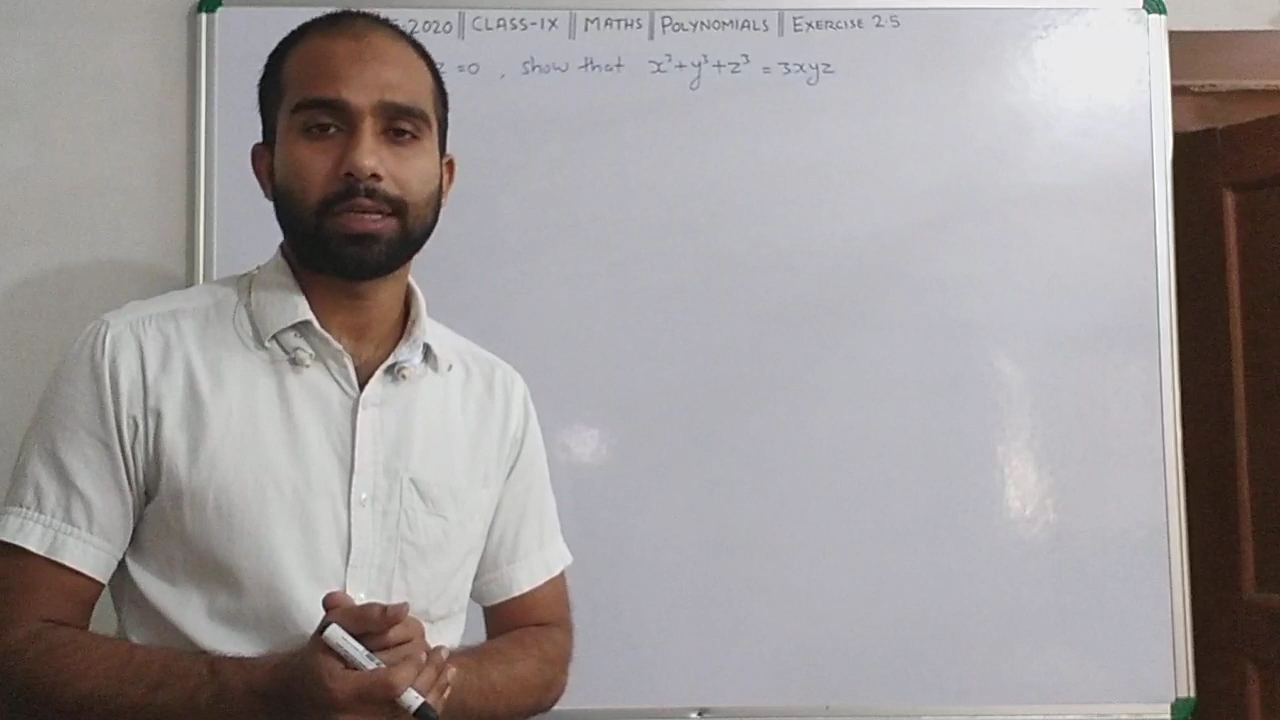 2020 || CLASS-IX || MATHS || POLYNOMIALS || EXERCISE 2.5
z =0 , show that x³+y³+z³ = 3xyz